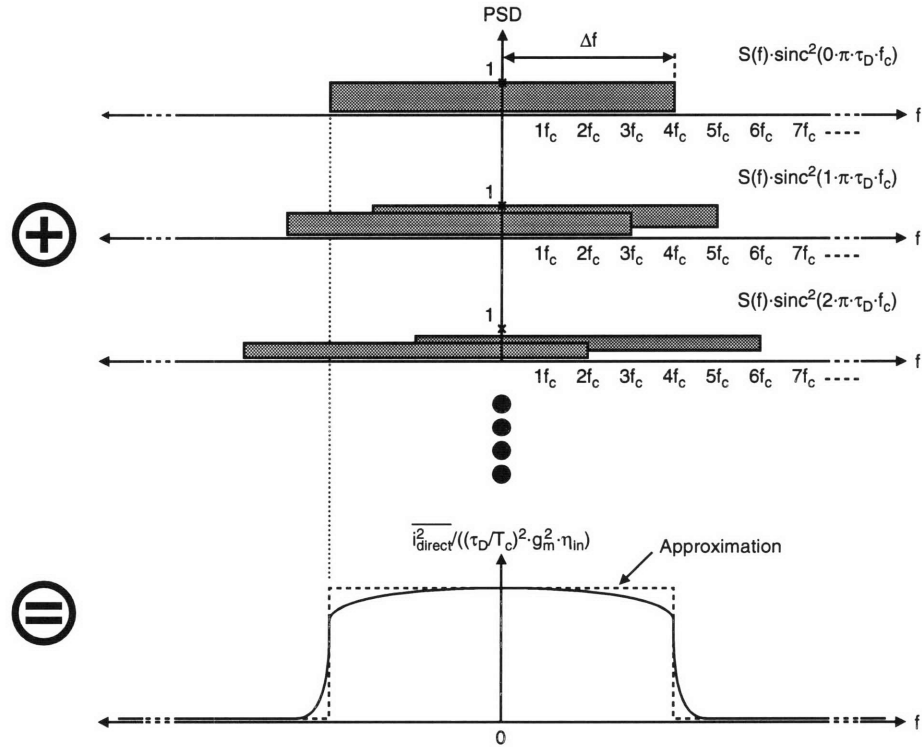 PSD
Δf
S(f)·sinc²(0·π·τ_D·f_c)
1
f
1f_c 2f_c 3f_c 4f_c 5f_c 6f_c 7f_c
S(f)·sinc²(1·π·τ_D·f_c)
1
f
1f_c 2f_c 3f_c 4f_c 5f_c 6f_c 7f_c
S(f)·sinc²(2·π·τ_D·f_c)
1
f
1f_c 2f_c 3f_c 4f_c 5f_c 6f_c 7f_c
i²_direct/((τ_D/T_c)²·g_m²·η_in)
Approximation
f
0